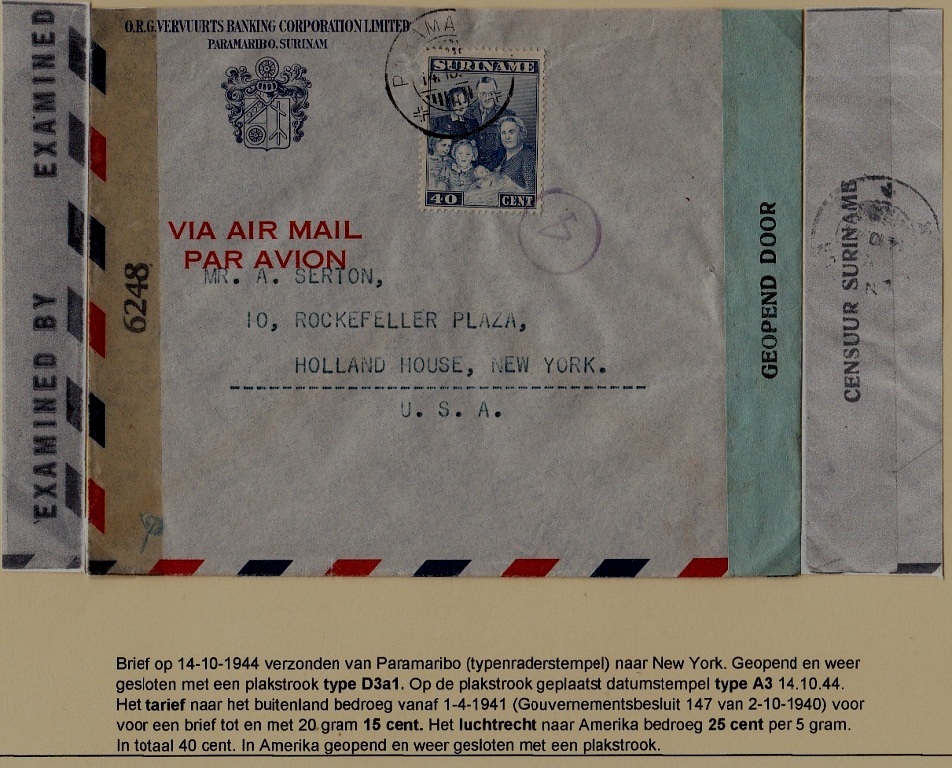 O.R.G. VERVUURTS BANKING CORPORATION LIMITED
PARAMARIBO, SURINAM
EXAMINED BY
EXAMINED
6248
SURINAME
40 CENT
14.10.
17
VIA AIR MAIL
PAR AVION
MR. A. SERTON,
10, ROCKEFELLER PLAZA,
HOLLAND HOUSE, NEW YORK.
U. S. A.
GEOPEND DOOR
CENSUUR SURINAME
Brief op 14-10-1944 verzonden van Paramaribo (typenraderstempel) naar New York. Geopend en weer
gesloten met een plakstrook type D3a1. Op de plakstrook geplaatst datumstempel type A3 14.10.44.
Het tarief naar het buitenland bedroeg vanaf 1-4-1941 (Gouvernementsbesluit 147 van 2-10-1940) voor
voor een brief tot en met 20 gram 15 cent. Het luchtrecht naar Amerika bedroeg 25 cent per 5 gram.
In totaal 40 cent. In Amerika geopend en weer gesloten met een plakstrook.